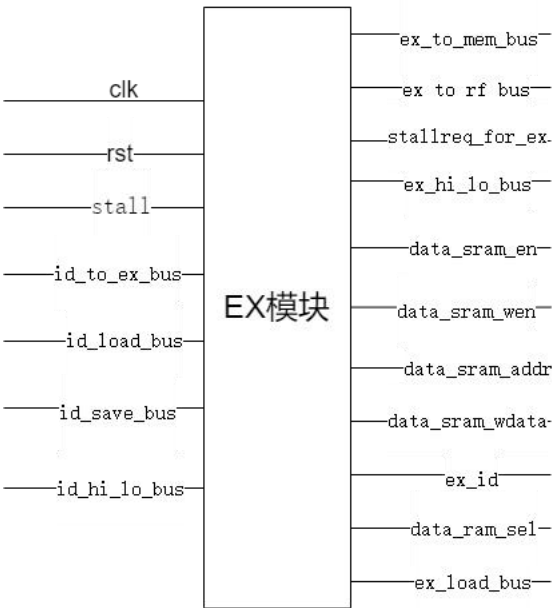 clk
rst
stall
id_to_ex_bus
id_load_bus
id_save_bus
id_hi_lo_bus
EX模块
ex_to_mem_bus
ex to rf bus
stallreq_for_ex
ex_hi_lo_bus
data_sram_en
data_sram_wen
data_sram_addr
data_sram_wdata
ex_id
data_ram_sel
ex_load_bus